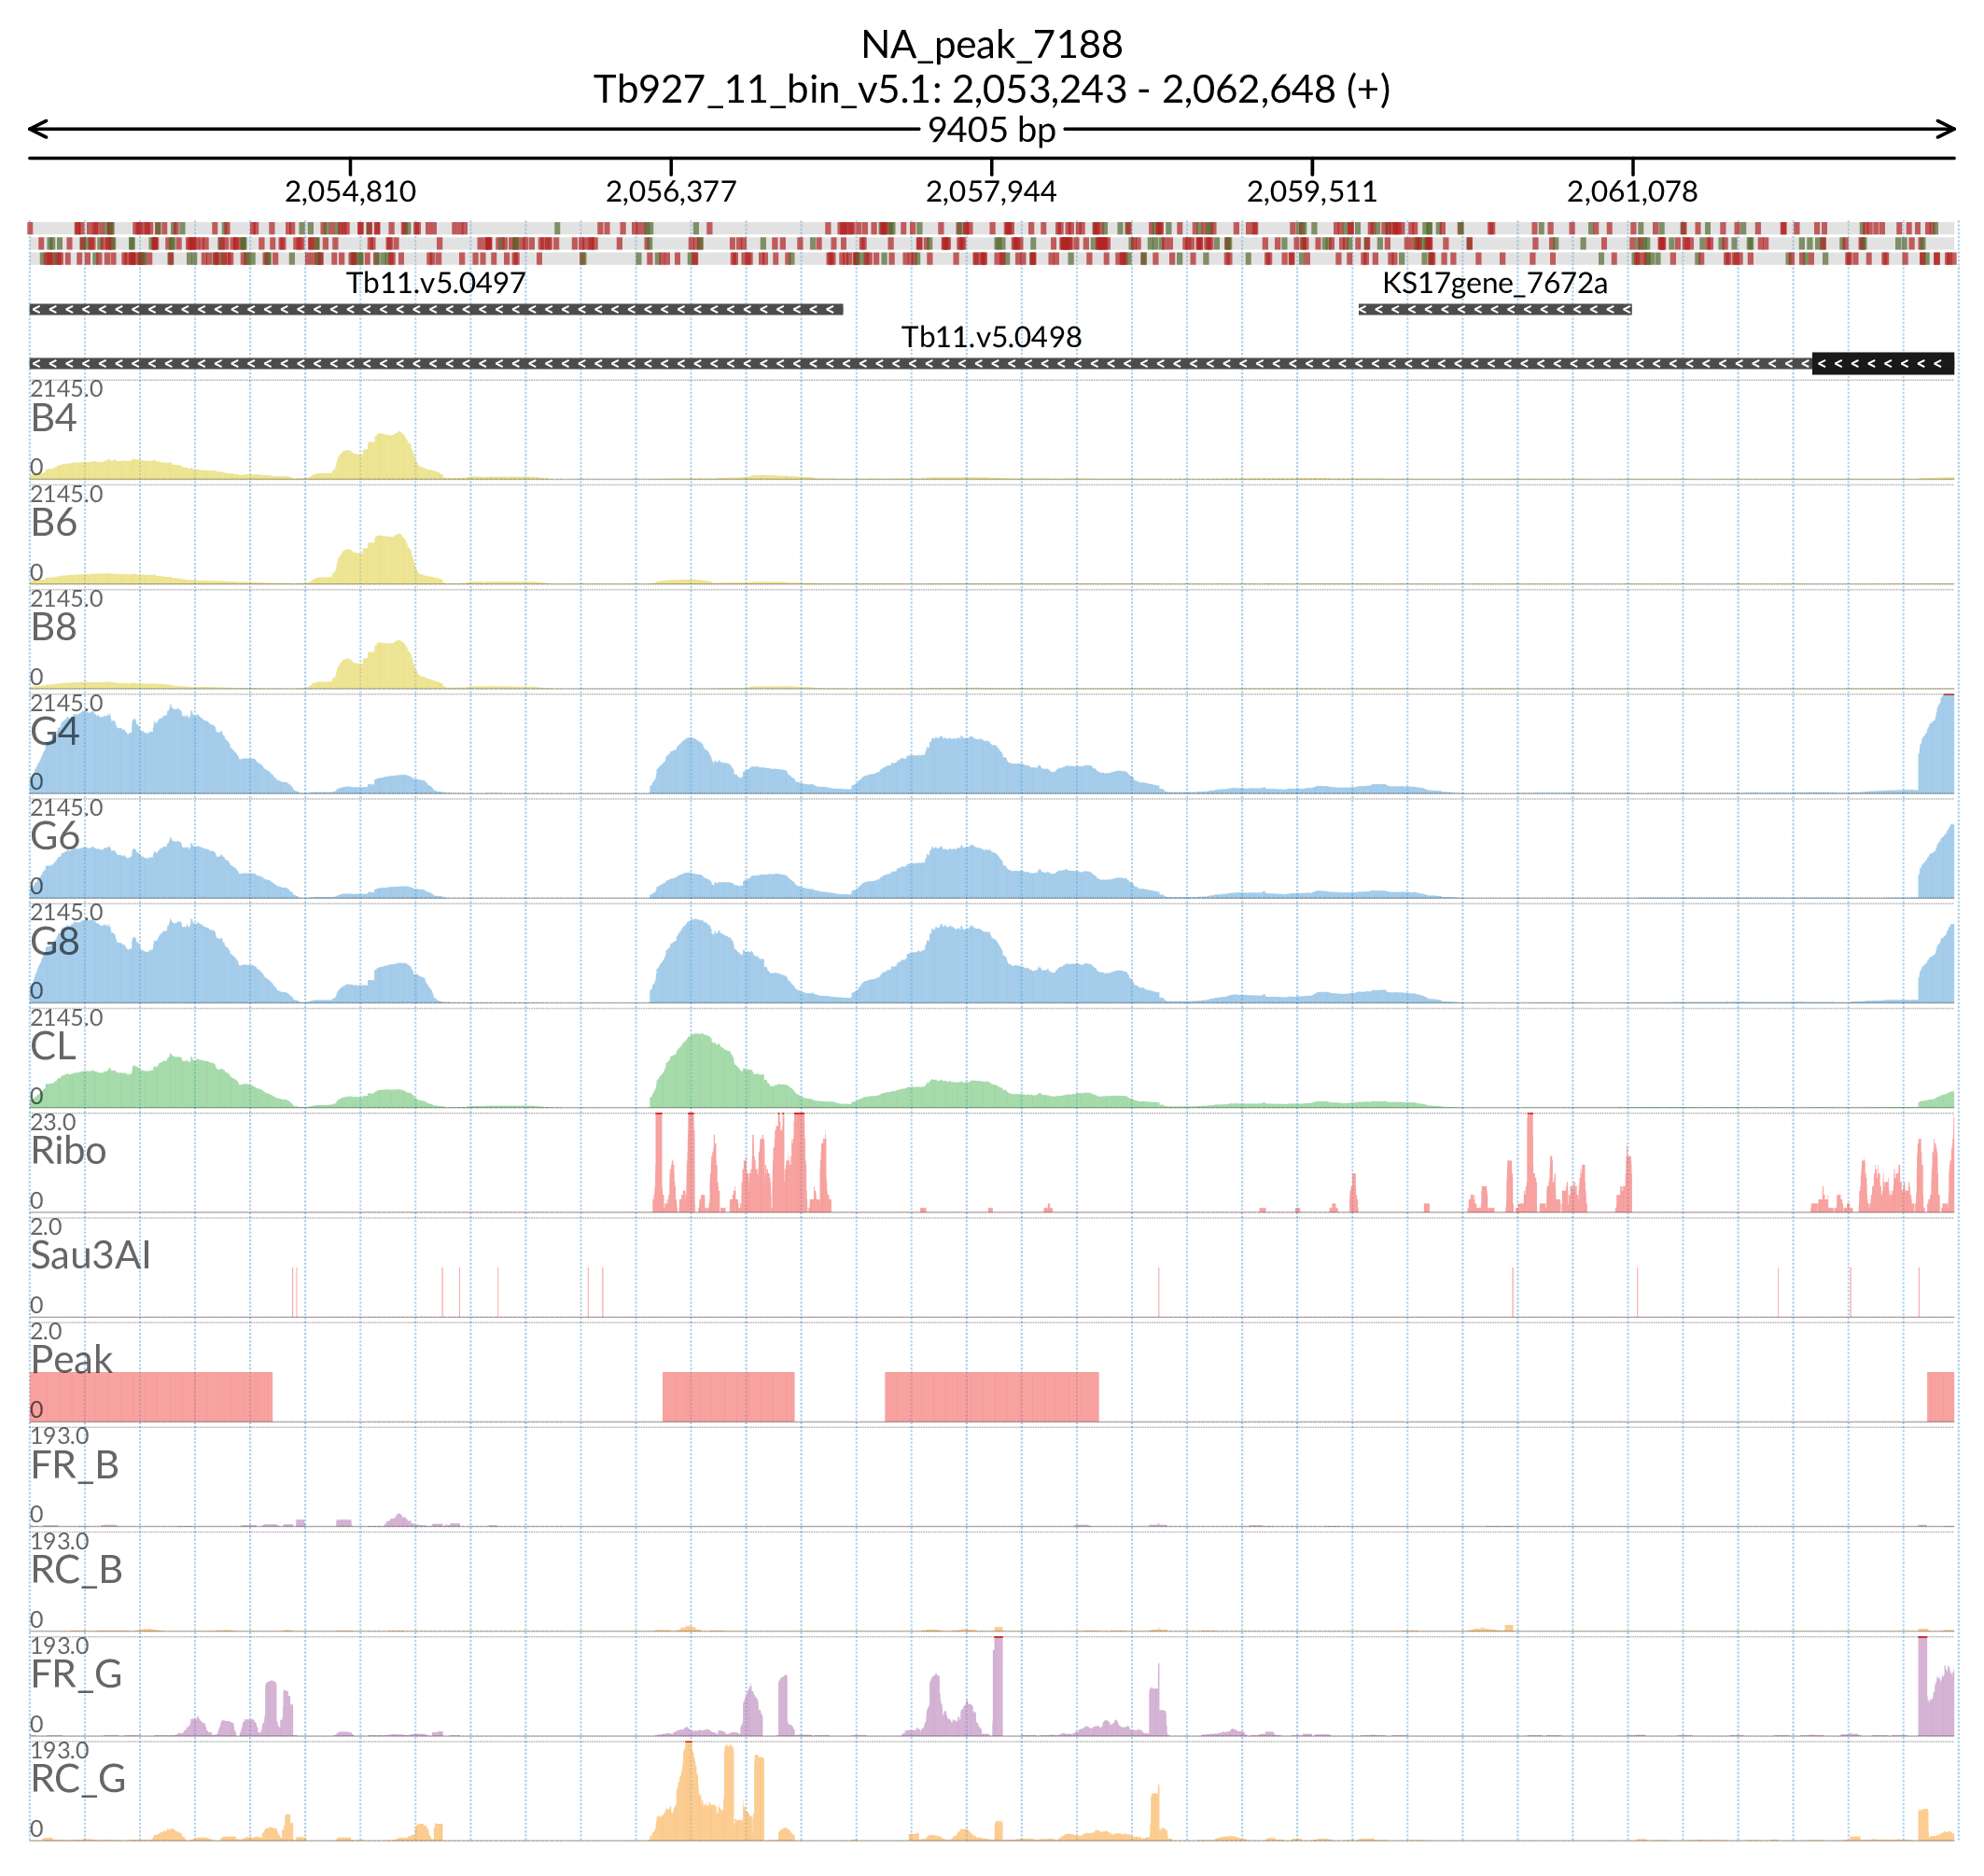 NA_peak_7188
Tb927_11_bin_v5.1: 2,053,243 - 2,062,648 (+)
9405 bp
2,054,810 2,056,377 2,057,944 2,059,511 2,061,078
Tb11.v5.0497 KS17gene_7672a
Tb11.v5.0498
2145.0
B4
0
2145.0
B6
0
2145.0
B8
0
2145.0
G4
0
2145.0
G6
0
2145.0
G8
0
2145.0
CL
0
23.0
Ribo
0
2.0
Sau3AI
0
2.0
Peak
0
193.0
FR_B
0
193.0
RC_B
0
193.0
FR_G
0
193.0
RC_G
0